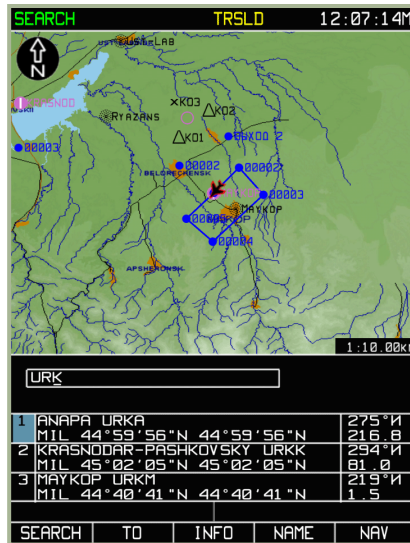 SEARCH TRSLD 12:07:14M
N
UST LAB
KRASNOD
RYAZANS
KO3
KO2
KO1
00003
00002
00002
BELORECHENSK
00003
MAYKOP
00004
APSHERONSK
1:10.00км
URK
1 ANAPA URKA 275°И
MIL 44°59'56"N 44°59'56"N 216.8
2 KRASNODAR-PASHKOVSKY URKK 294°И
MIL 45°02'05"N 45°02'05"N 81.0
3 MAYKOP URKM 219°И
MIL 44°40'41"N 44°40'41"N 1.5
SEARCH TO INFO NAME NAV